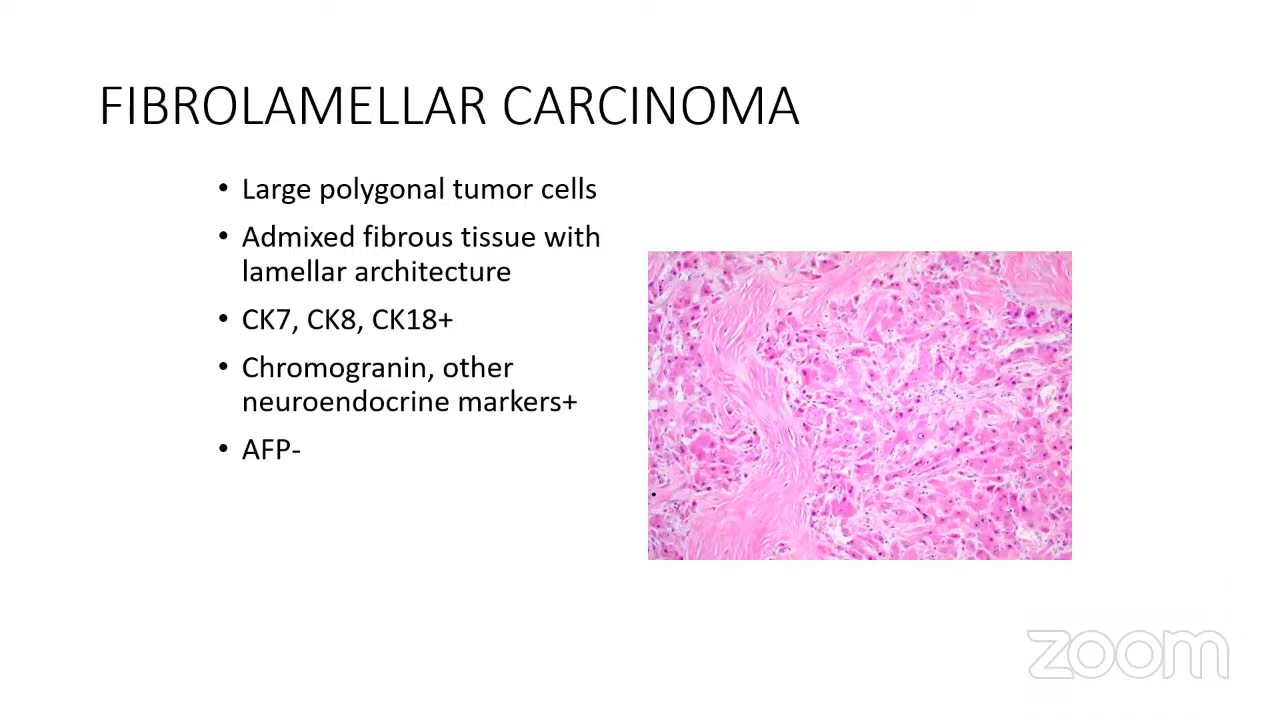 FIBROLAMELLAR CARCINOMA
• Large polygonal tumor cells
• Admixed fibrous tissue with
lamellar architecture
• CK7, CK8, CK18+
• Chromogranin, other
neuroendocrine markers+
• AFP-
zoom